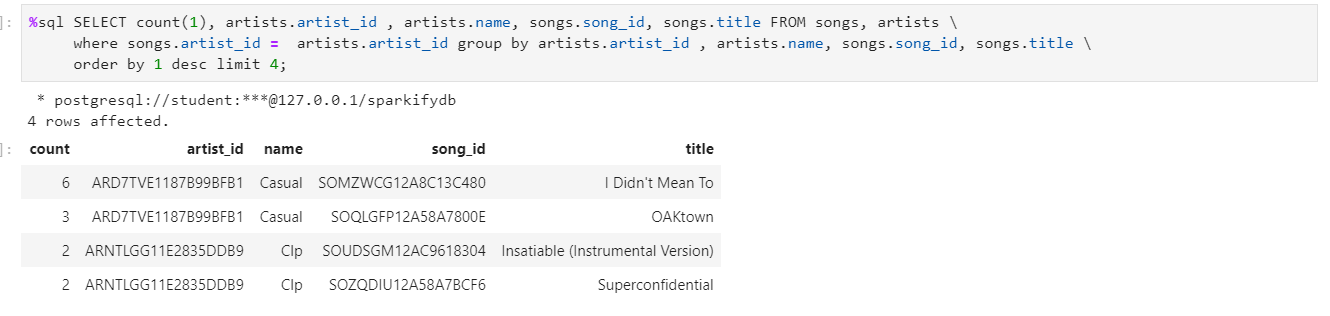 ]: %sql SELECT count(1), artists.artist_id , artists.name, songs.song_id, songs.title FROM songs, artists \
where songs.artist_id = artists.artist_id group by artists.artist_id , artists.name, songs.song_id, songs.title \
order by 1 desc limit 4;
* postgresql://student:***@127.0.0.1/sparkifydb
4 rows affected.
]: count artist_id name song_id title
6 ARD7TVE1187B99BFB1 Casual SOMZWCG12A8C13C480 I Didn't Mean To
3 ARD7TVE1187B99BFB1 Casual SOQLGFP12A58A7800E OAKtown
2 ARNTLGG11E2835DDB9 Clp SOUDSGM12AC9618304 Insatiable (Instrumental Version)
2 ARNTLGG11E2835DDB9 Clp SOZQDIU12A58A7BCF6 Superconfidential